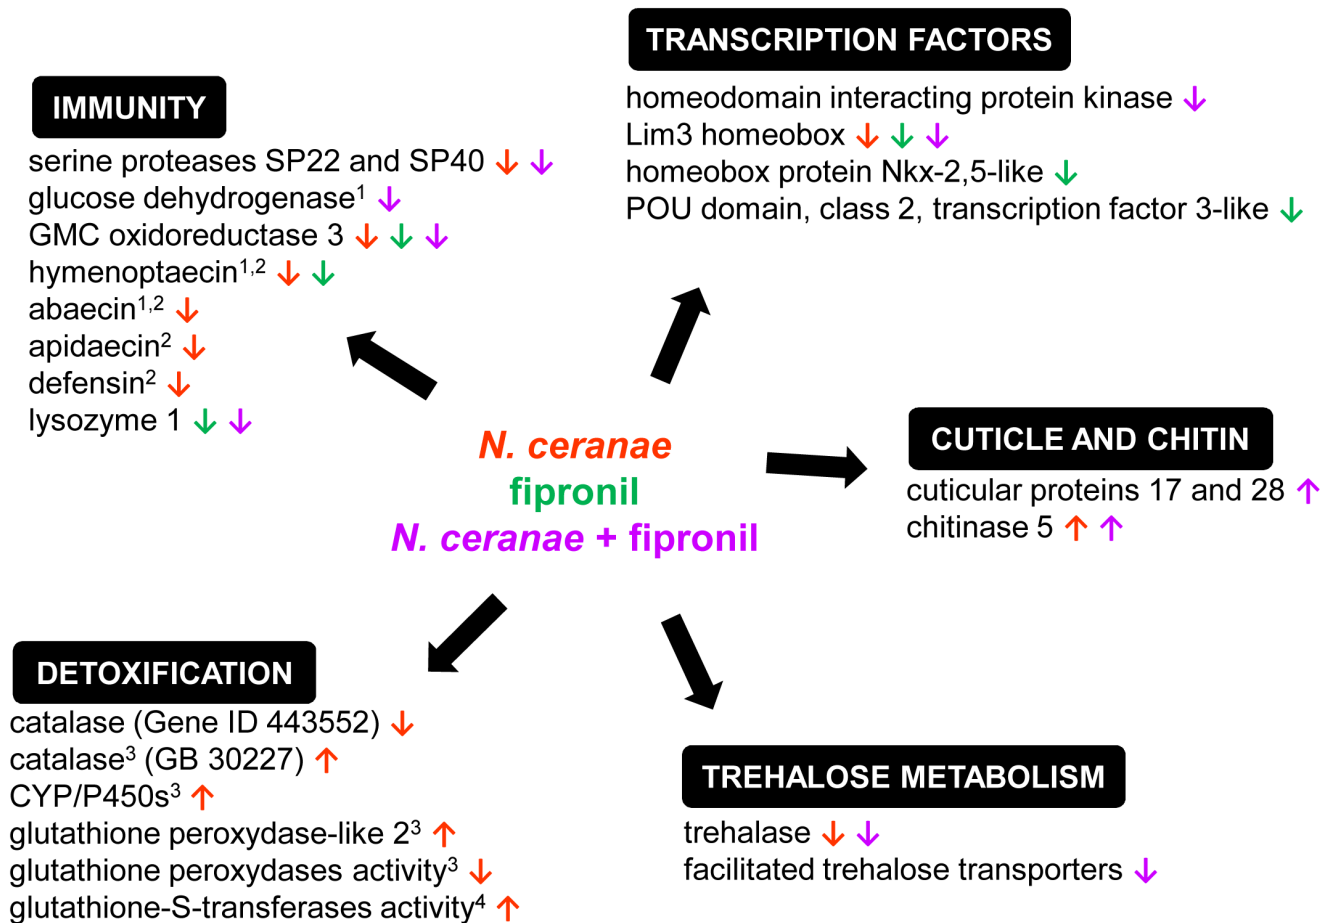 TRANSCRIPTION FACTORS
homeodomain interacting protein kinase ↓
Lim3 homeobox ↓ ↓ ↓
homeobox protein Nkx-2,5-like ↓
POU domain, class 2, transcription factor 3-like ↓
IMMUNITY
serine proteases SP22 and SP40 ↓ ↓
glucose dehydrogenase¹ ↓
GMC oxidoreductase 3 ↓ ↓ ↓
hymenoptaecin¹,² ↓ ↓
abaecin¹,² ↓
apidaecin² ↓
defensin² ↓
lysozyme 1 ↓ ↓
N. ceranae
fipronil
N. ceranae + fipronil
CUTICLE AND CHITIN
cuticular proteins 17 and 28 ↑
chitinase 5 ↑ ↑
DETOXIFICATION
catalase (Gene ID 443552) ↓
catalase³ (GB 30227) ↑
CYP/P450s³ ↑
glutathione peroxydase-like 2³ ↑
glutathione peroxydases activity³ ↓
glutathione-S-transferases activity⁴ ↑
TREHALOSE METABOLISM
trehalase ↓ ↓
facilitated trehalose transporters ↓